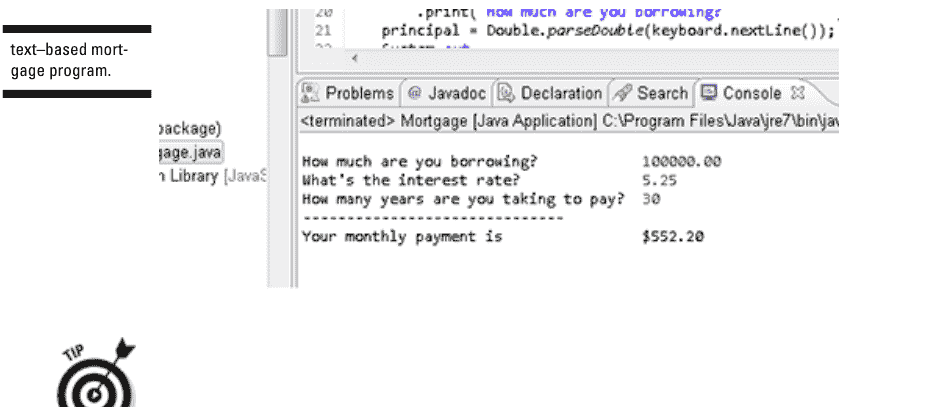 text–based mort-
gage program.
package)
gage.java
n Library [JavaS
20 .print( How much are you borrowing?
21 principal = Double.parseDouble(keyboard.nextLine());
Problems @ Javadoc Declaration Search Console
<terminated> Mortgage [Java Application] C:\Program Files\Java\jre7\bin\jav
How much are you borrowing? 100000.00
What's the interest rate? 5.25
How many years are you taking to pay? 30
------------------------------
Your monthly payment is $552.20
TIP